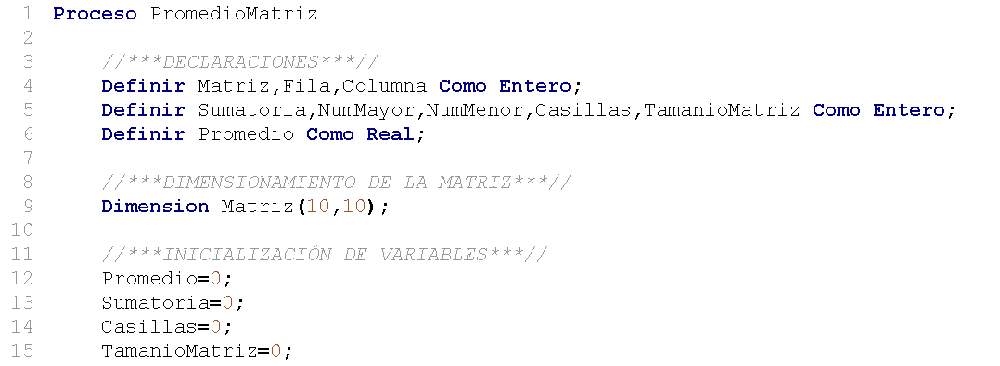 1 Proceso PromedioMatriz
2
3 //***DECLARACIONES***//
4 Definir Matriz,Fila,Columna Como Entero;
5 Definir Sumatoria,NumMayor,NumMenor,Casillas,TamanioMatriz Como Entero;
6 Definir Promedio Como Real;
7
8 //***DIMENSIONAMIENTO DE LA MATRIZ***//
9 Dimension Matriz(10,10);
10
11 //***INICIALIZACIÓN DE VARIABLES***//
12 Promedio=0;
13 Sumatoria=0;
14 Casillas=0;
15 TamanioMatriz=0;